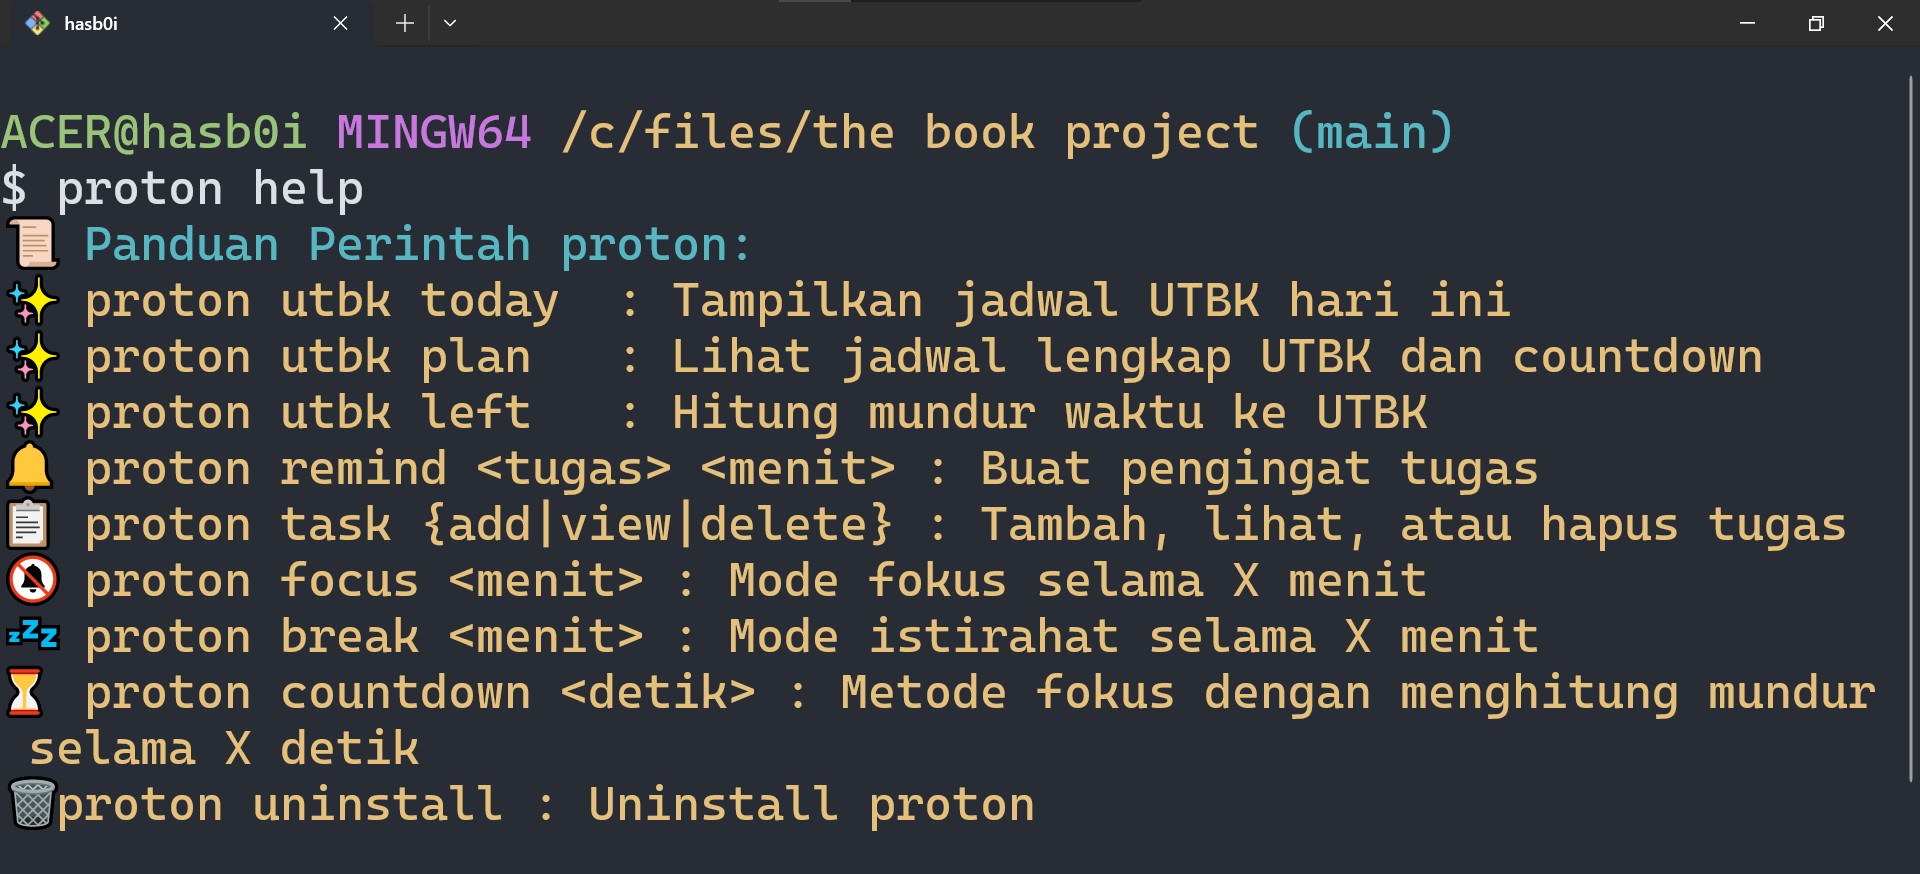 hasb0i
ACER@hasb0i MINGW64 /c/files/the book project (main)
$ proton help
📜 Panduan Perintah proton:
✨ proton utbk today  : Tampilkan jadwal UTBK hari ini
✨ proton utbk plan   : Lihat jadwal lengkap UTBK dan countdown
✨ proton utbk left   : Hitung mundur waktu ke UTBK
🔔 proton remind <tugas> <menit> : Buat pengingat tugas
📋 proton task {add|view|delete} : Tambah, lihat, atau hapus tugas
🔕 proton focus <menit> : Mode fokus selama X menit
💤 proton break <menit> : Mode istirahat selama X menit
⏳ proton countdown <detik> : Metode fokus dengan menghitung mundur
selama X detik
🗑️proton uninstall : Uninstall proton